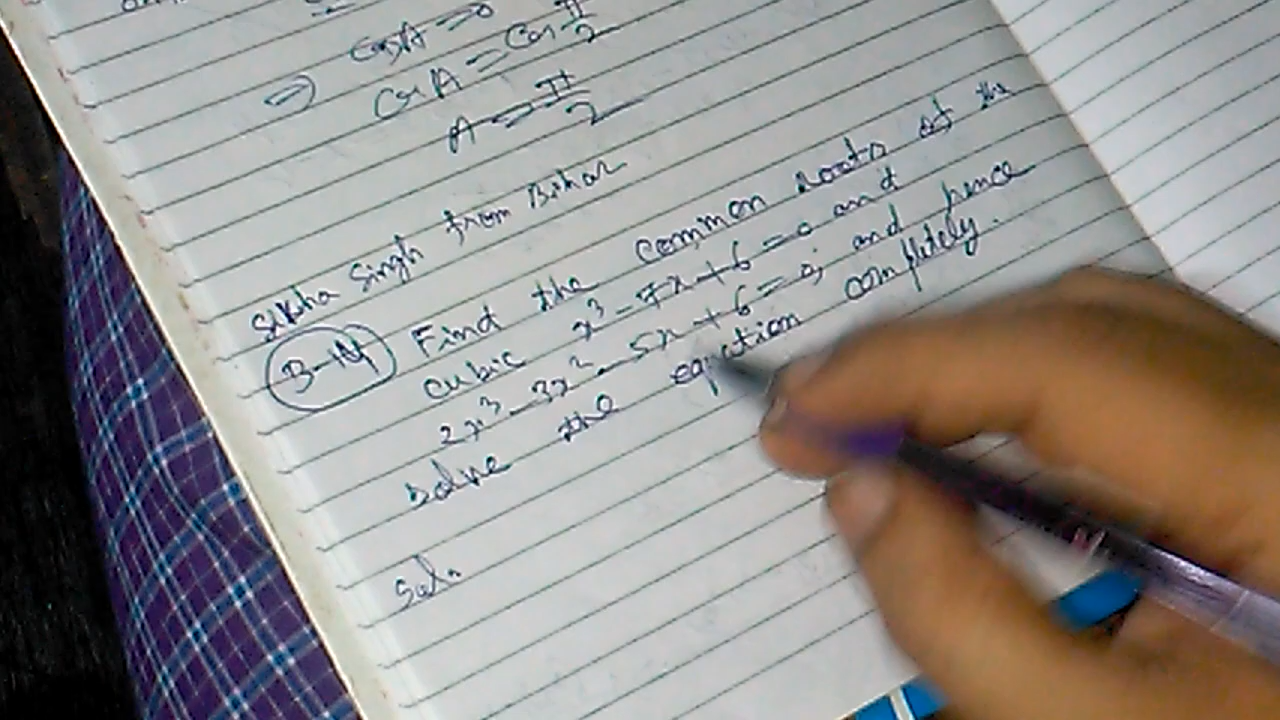 ⇒ CosA = 0
CosA = Cos π/2
A = π/2
Siksha Singh from Bihar
B-14 Find the common roots of the
cubic x³ - 7x + 6 = 0 and
2x³ - 3x² - 5x + 6 = 0, and hence
solve the equation completely.
Soln